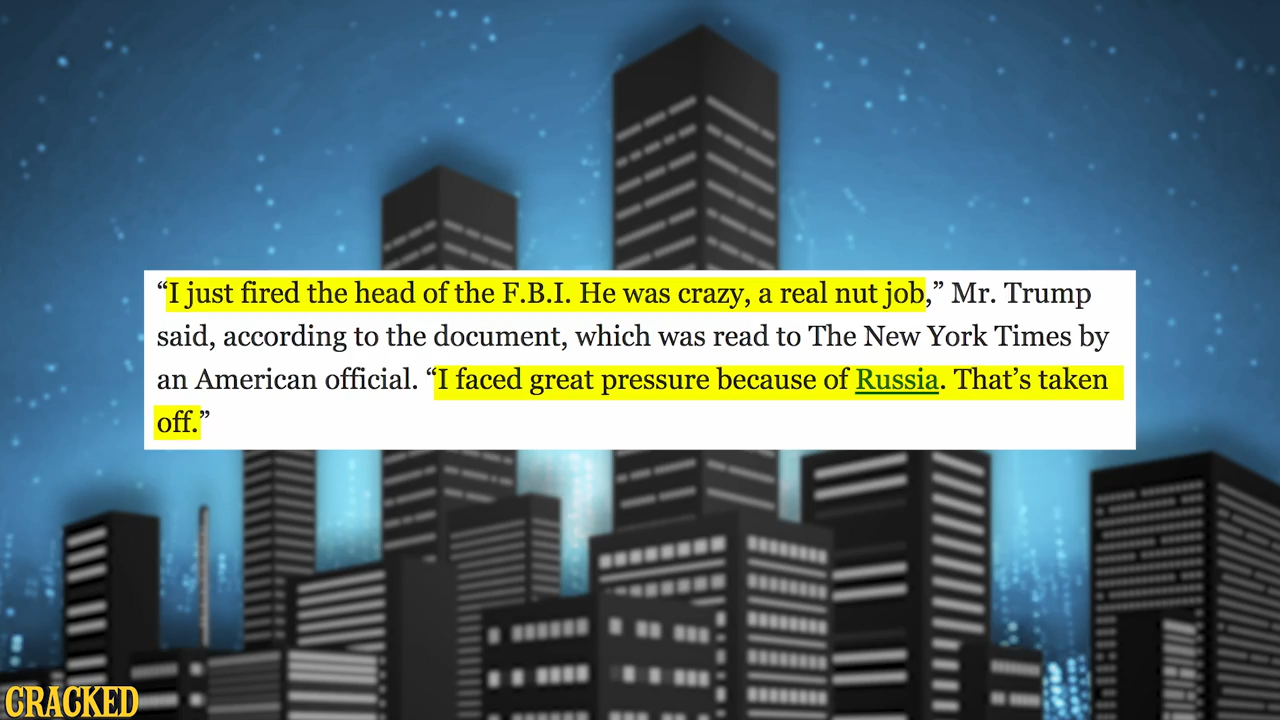 “I just fired the head of the F.B.I. He was crazy, a real nut job,” Mr. Trump
said, according to the document, which was read to The New York Times by
an American official. “I faced great pressure because of Russia. That’s taken
off.”
CRACKED